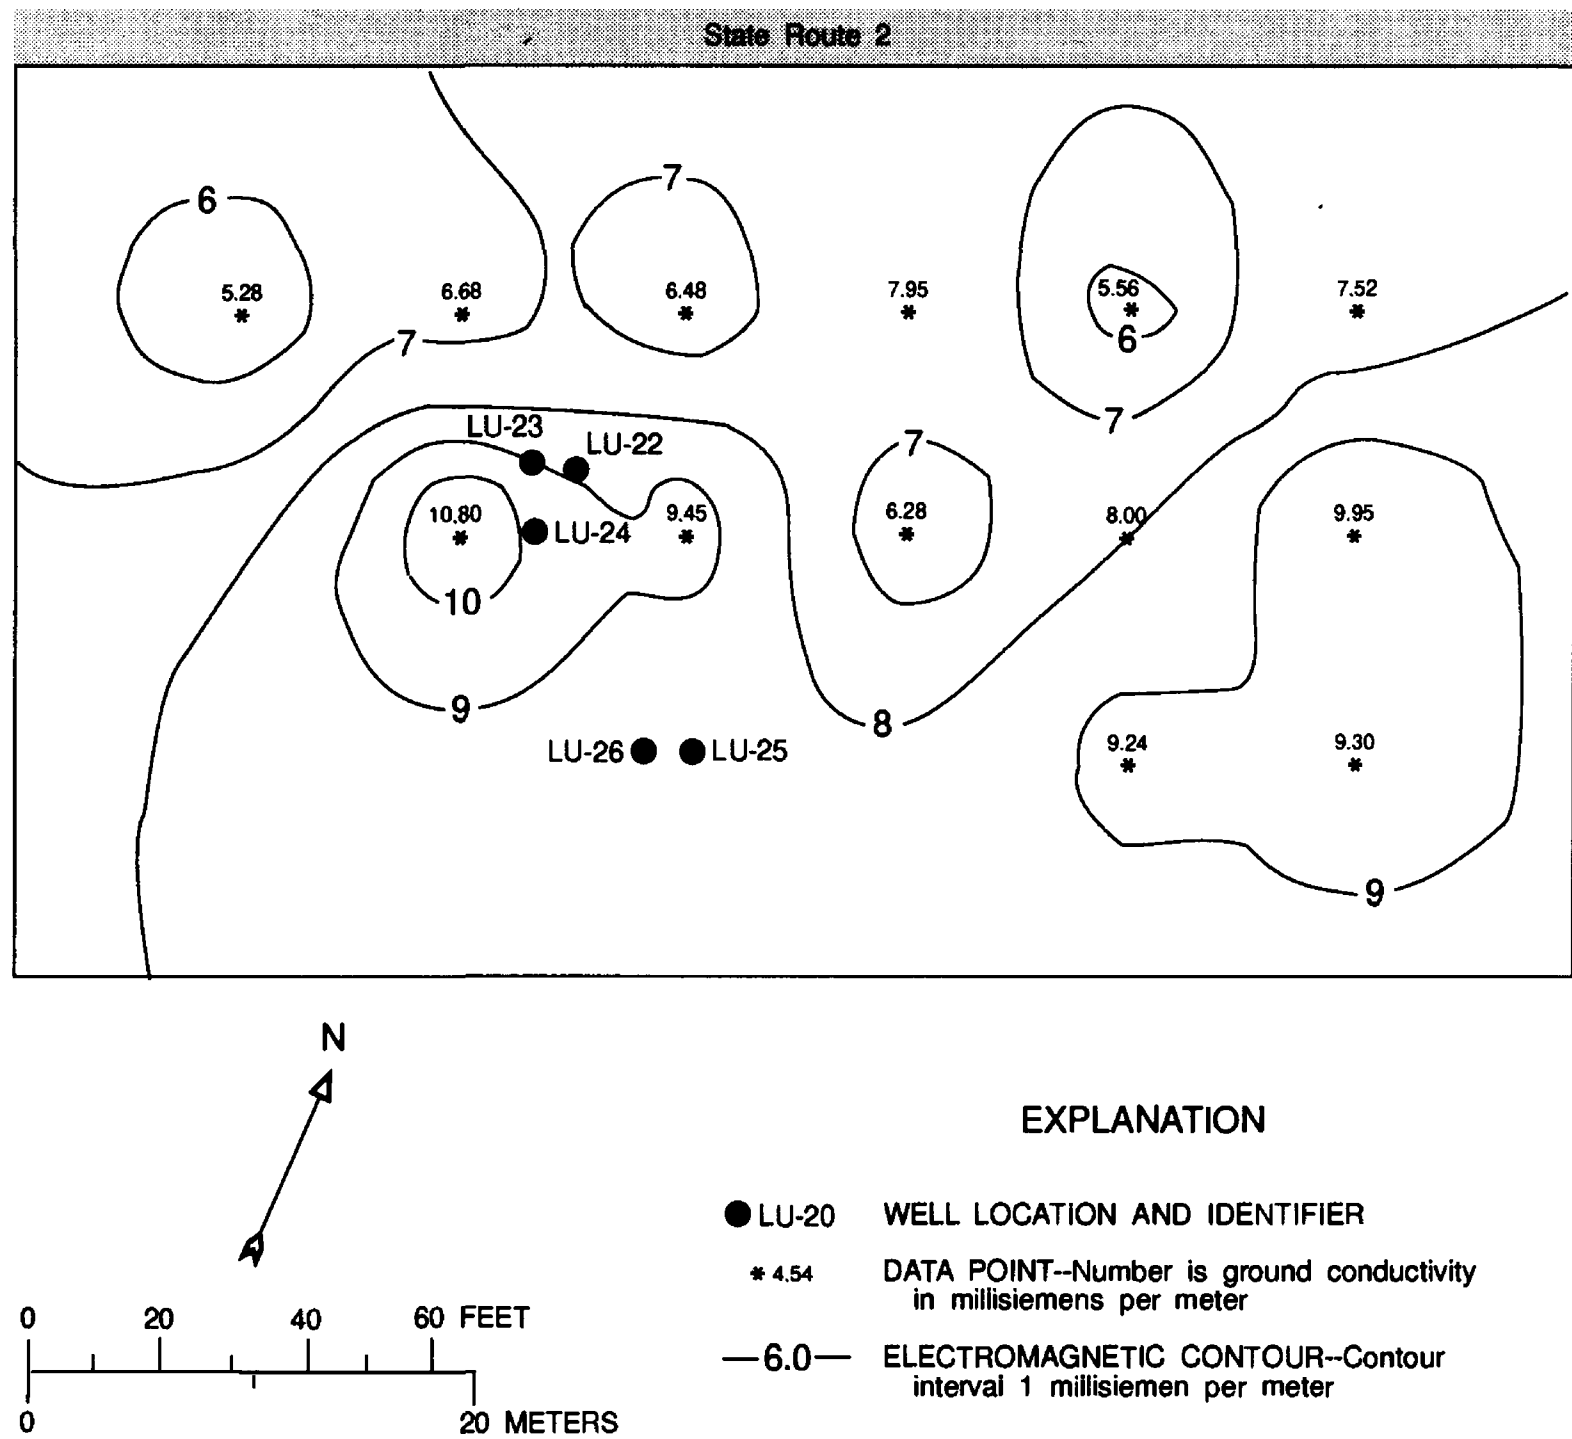 State Route 2
7
6
5.28
6.68
6.48
7.95
5.56
7.52
6
7
7
LU-23
LU-22
7
10.80
LU-24
9.45
6.28
8.00
9.95
10
9
8
LU-26
LU-25
9.24
9.30
9
N
EXPLANATION
LU-20 WELL LOCATION AND IDENTIFIER
* 4.54 DATA POINT--Number is ground conductivity
in millisiemens per meter
6.0 ELECTROMAGNETIC CONTOUR--Contour
interval 1 millisiemen per meter
0 20 40 60 FEET
0 20 METERS